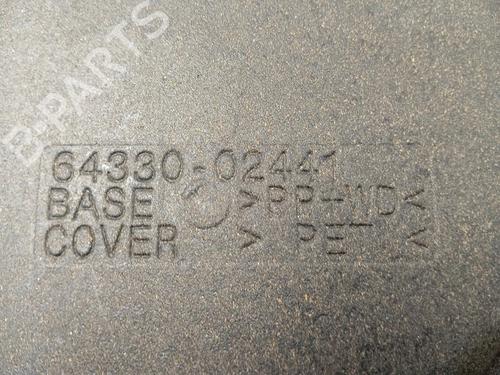 B-PARTS
64330-02441
BASE >PP-WD<
COVER > PET <